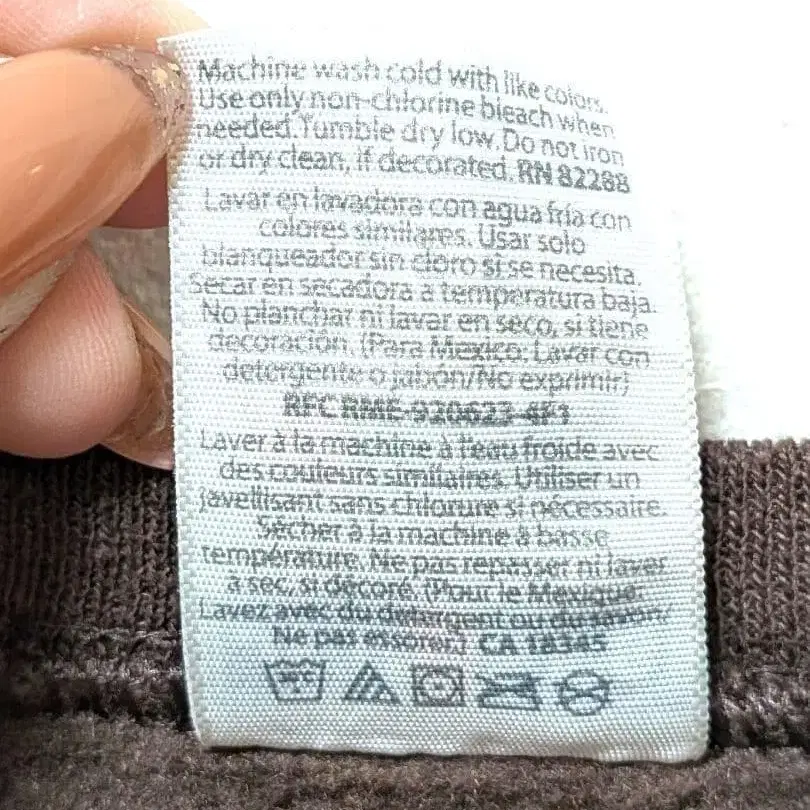 Machine wash cold with like colors.
Use only non-chlorine bleach when
needed. Tumble dry low. Do not iron
or dry clean, if decorated. RN 82288
Lavar en lavadora con agua fría con
colores similares. Usar solo
blanqueador sin cloro si se necesita.
Secar en secadora a temperatura baja.
No planchar ni lavar en seco, si tiene
decoración. (Para Mexico: Lavar con
detergente o jabón/No exprimir)
RFC RME-920623-4F1
Laver à la machine à l'eau froide avec
des couleurs similaires. Utiliser un
javellisant sans chlorure si nécessaire.
Sécher à la machine à basse
température. Ne pas repasser ni laver
à sec, si décoré. (Pour le Mexique:
Lavez avec du détergent ou du savon/
Ne pas essorer) CA 18345